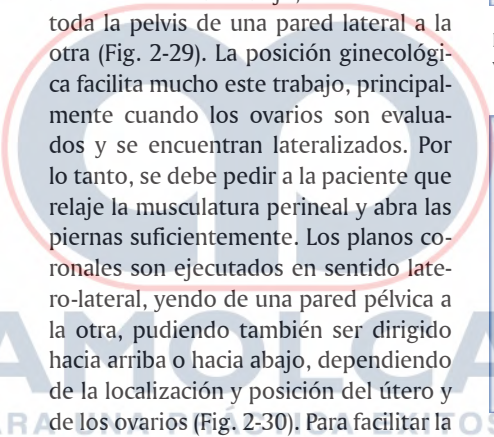 toda la pelvis de una pared lateral a la
otra (Fig. 2-29). La posición ginecológi-
ca facilita mucho este trabajo, principal-
mente cuando los ovarios son evalua-
dos y se encuentran lateralizados. Por
lo tanto, se debe pedir a la paciente que
relaje la musculatura perineal y abra las
piernas suficientemente. Los planos co-
ronales son ejecutados en sentido late-
ro-lateral, yendo de una pared pélvica a
la otra, pudiendo también ser dirigido
hacia arriba o hacia abajo, dependiendo
de la localización y posición del útero y
de los ovarios (Fig. 2-30). Para facilitar la
AMOLCA